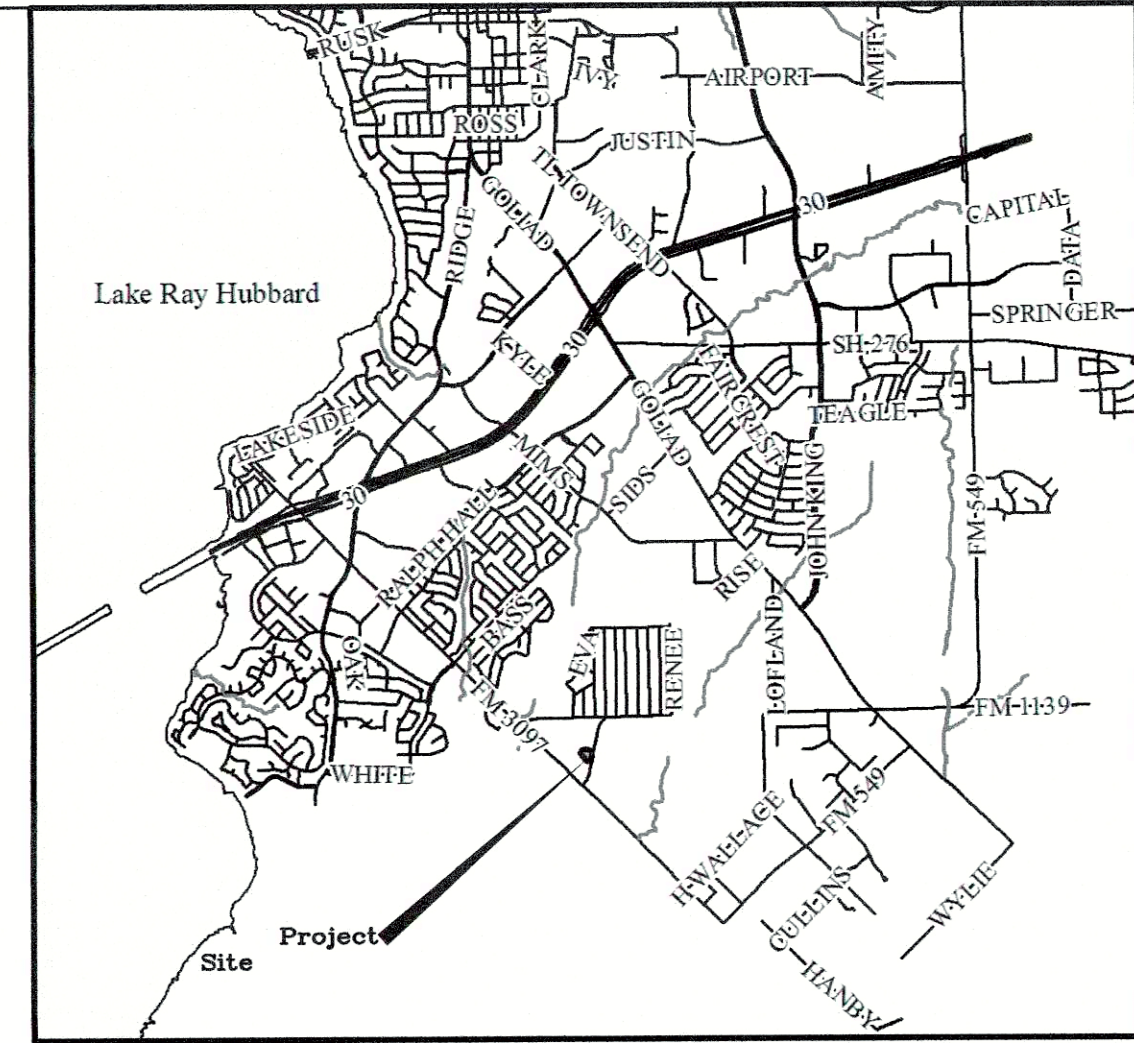 RUSK
CLARK
IVY
AIRPORT
AMITY
ROSS
JUSTIN
TL TOWNSEND
GOLIAD
RIDGE
30
CAPITAL
DATA
Lake Ray Hubbard
SPRINGER
KYLE
30
SH-276
FAIRCREST
GOLIAD
TEAGLE
LAKESIDE
MIMS
SIDS
JOHN KING
FM-549
30
RALPH HALL
RISE
BASS
OAK
EVA
RENEE
LOFLAND
FM-3097
FM-1139
WHITE
FM-549
H-WALLACE
CULLINS
WYLIE
Project
Site
HANBY